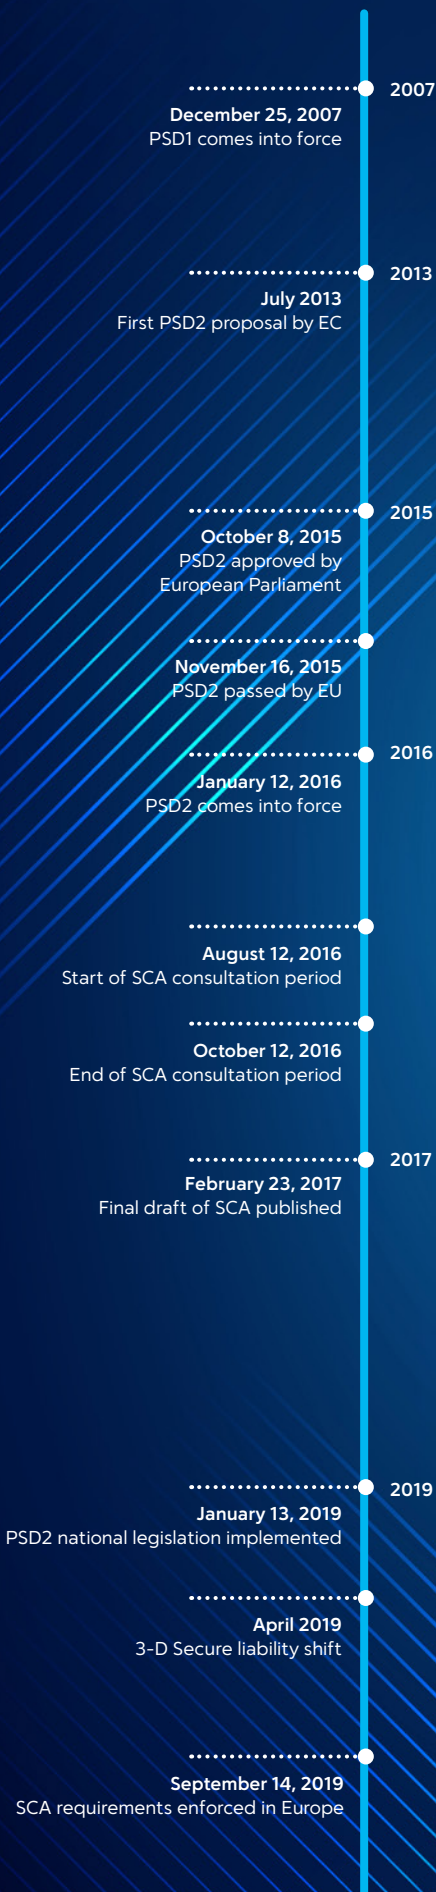 2007
December 25, 2007
PSD1 comes into force
2013
July 2013
First PSD2 proposal by EC
2015
October 8, 2015
PSD2 approved by
European Parliament
November 16, 2015
PSD2 passed by EU
2016
January 12, 2016
PSD2 comes into force
August 12, 2016
Start of SCA consultation period
October 12, 2016
End of SCA consultation period
2017
February 23, 2017
Final draft of SCA published
2019
January 13, 2019
PSD2 national legislation implemented
April 2019
3-D Secure liability shift
September 14, 2019
SCA requirements enforced in Europe